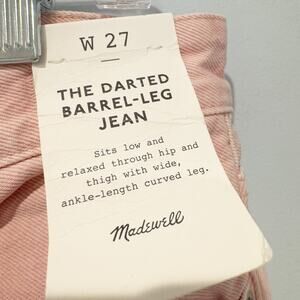 W 27
THE DARTED
BARREL-LEG
JEAN
Sits low and
relaxed through hip and
thigh with wide,
ankle-length curved leg.
Madewell